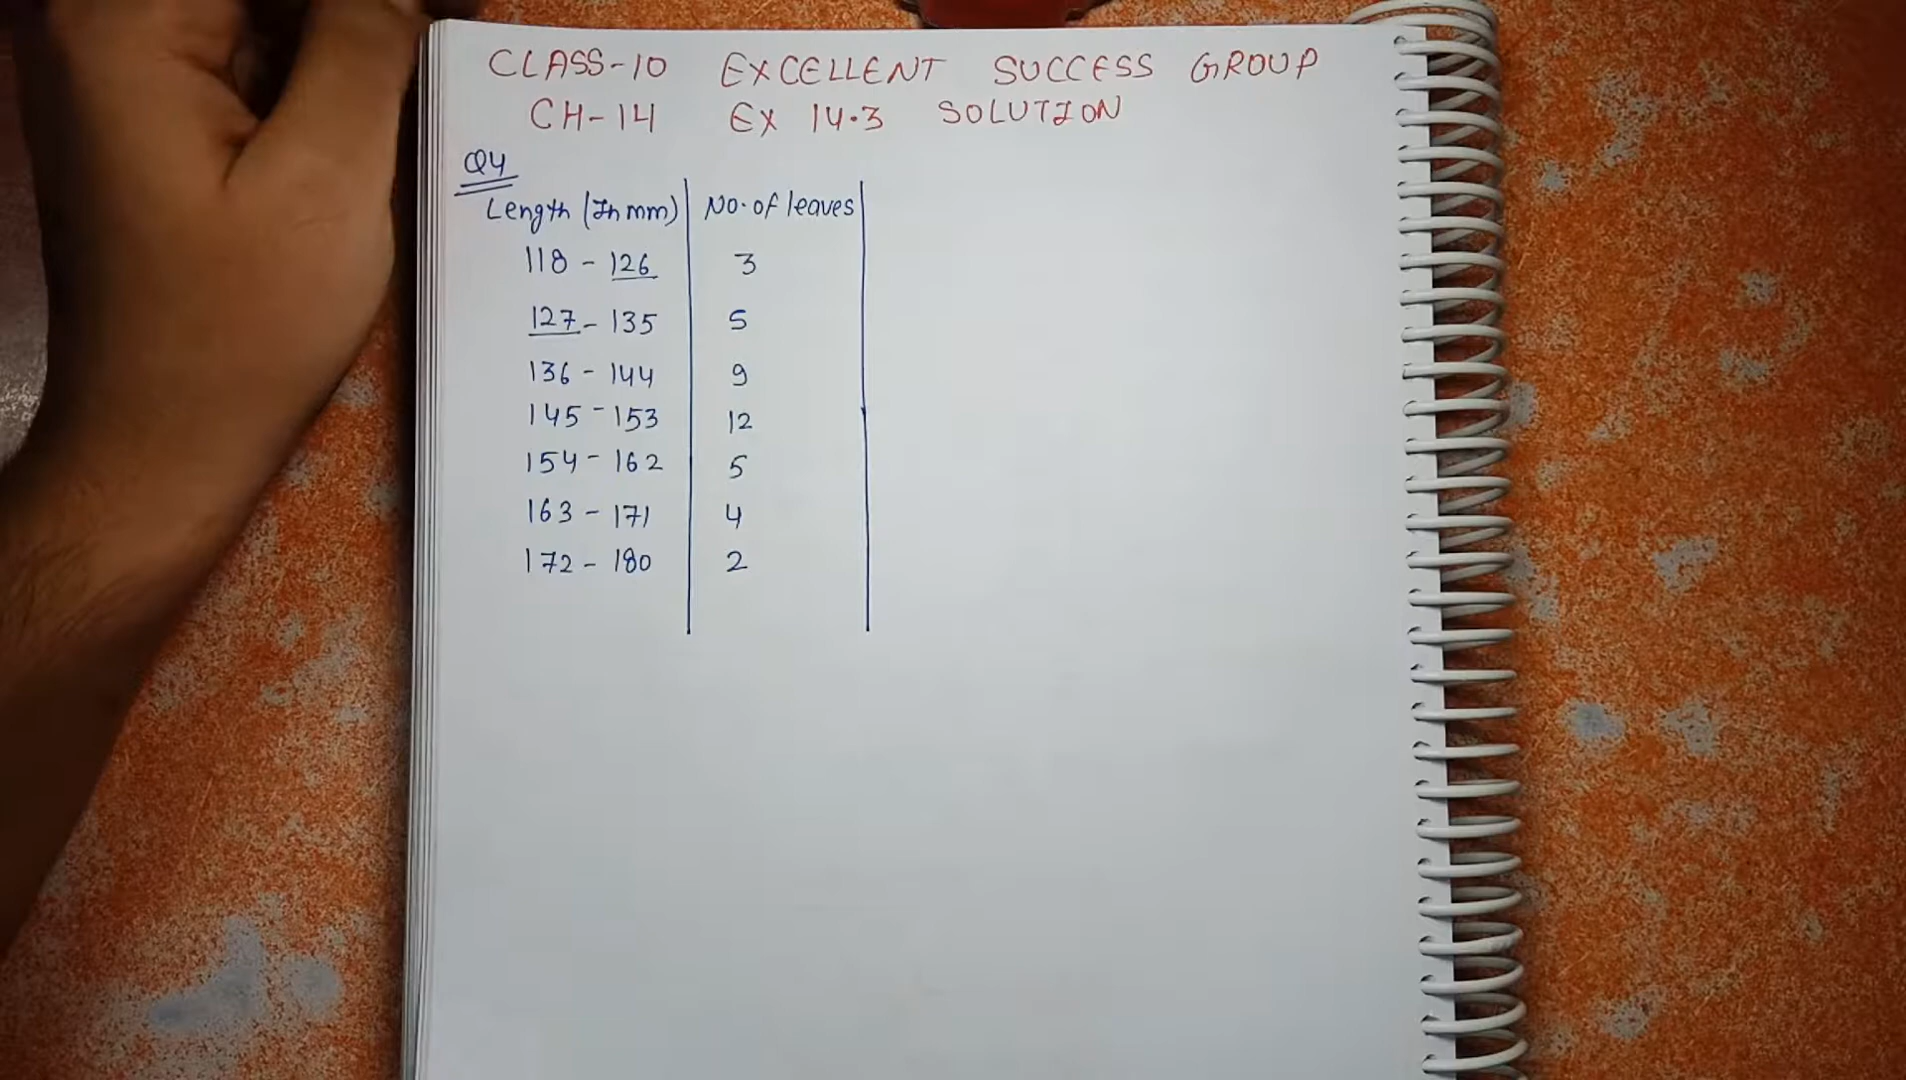 CLASS-10 EXCELLENT SUCCESS GROUP
CH-14 EX 14.3 SOLUTION
Q4
Length (In mm) No. of leaves
118 - 126 3
127 - 135 5
136 - 144 9
145 - 153 12
154 - 162 5
163 - 171 4
172 - 180 2